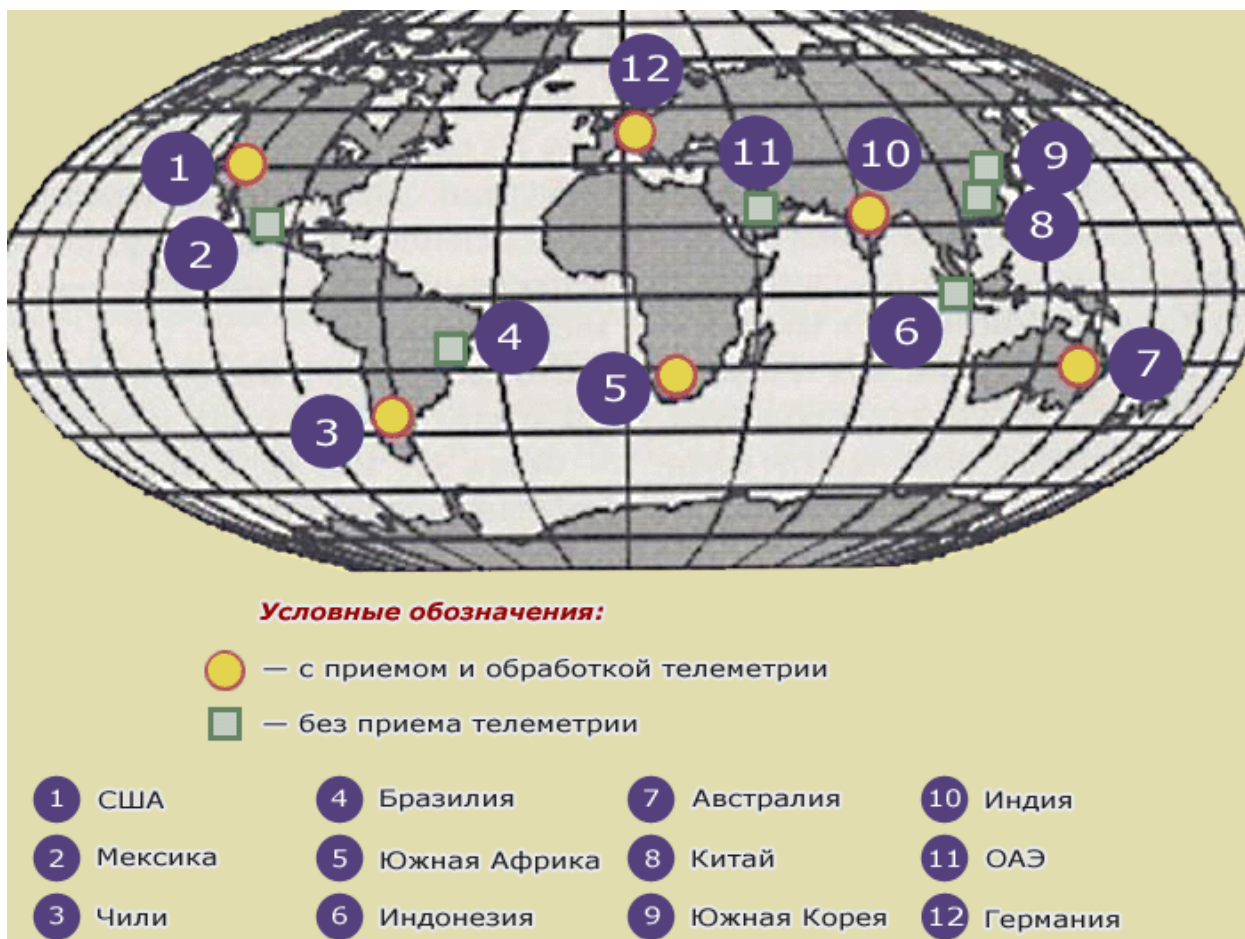 12
1
11
10
9
2
8
4
6
7
5
3
Условные обозначения:
— с приемом и обработкой телеметрии
— без приема телеметрии
1 США
4 Бразилия
7 Австралия
10 Индия
2 Мексика
5 Южная Африка
8 Китай
11 ОАЭ
3 Чили
6 Индонезия
9 Южная Корея
12 Германия